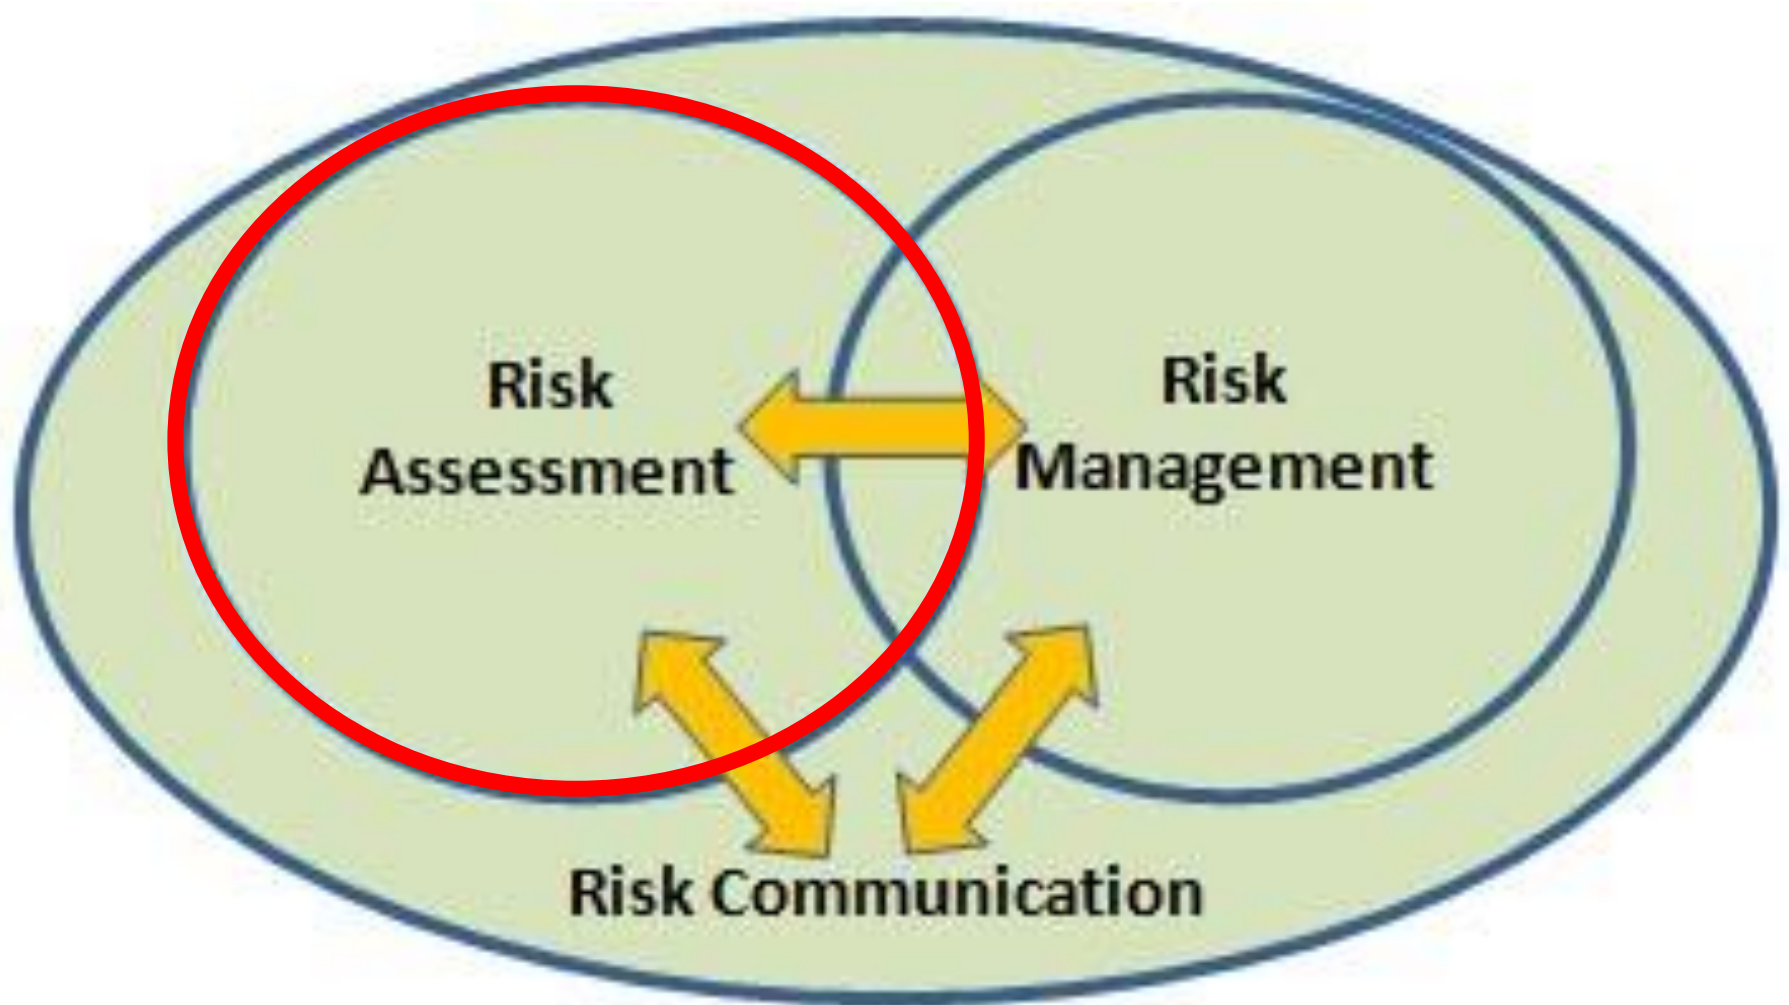 Risk
Assessment
Risk
Management
Risk Communication